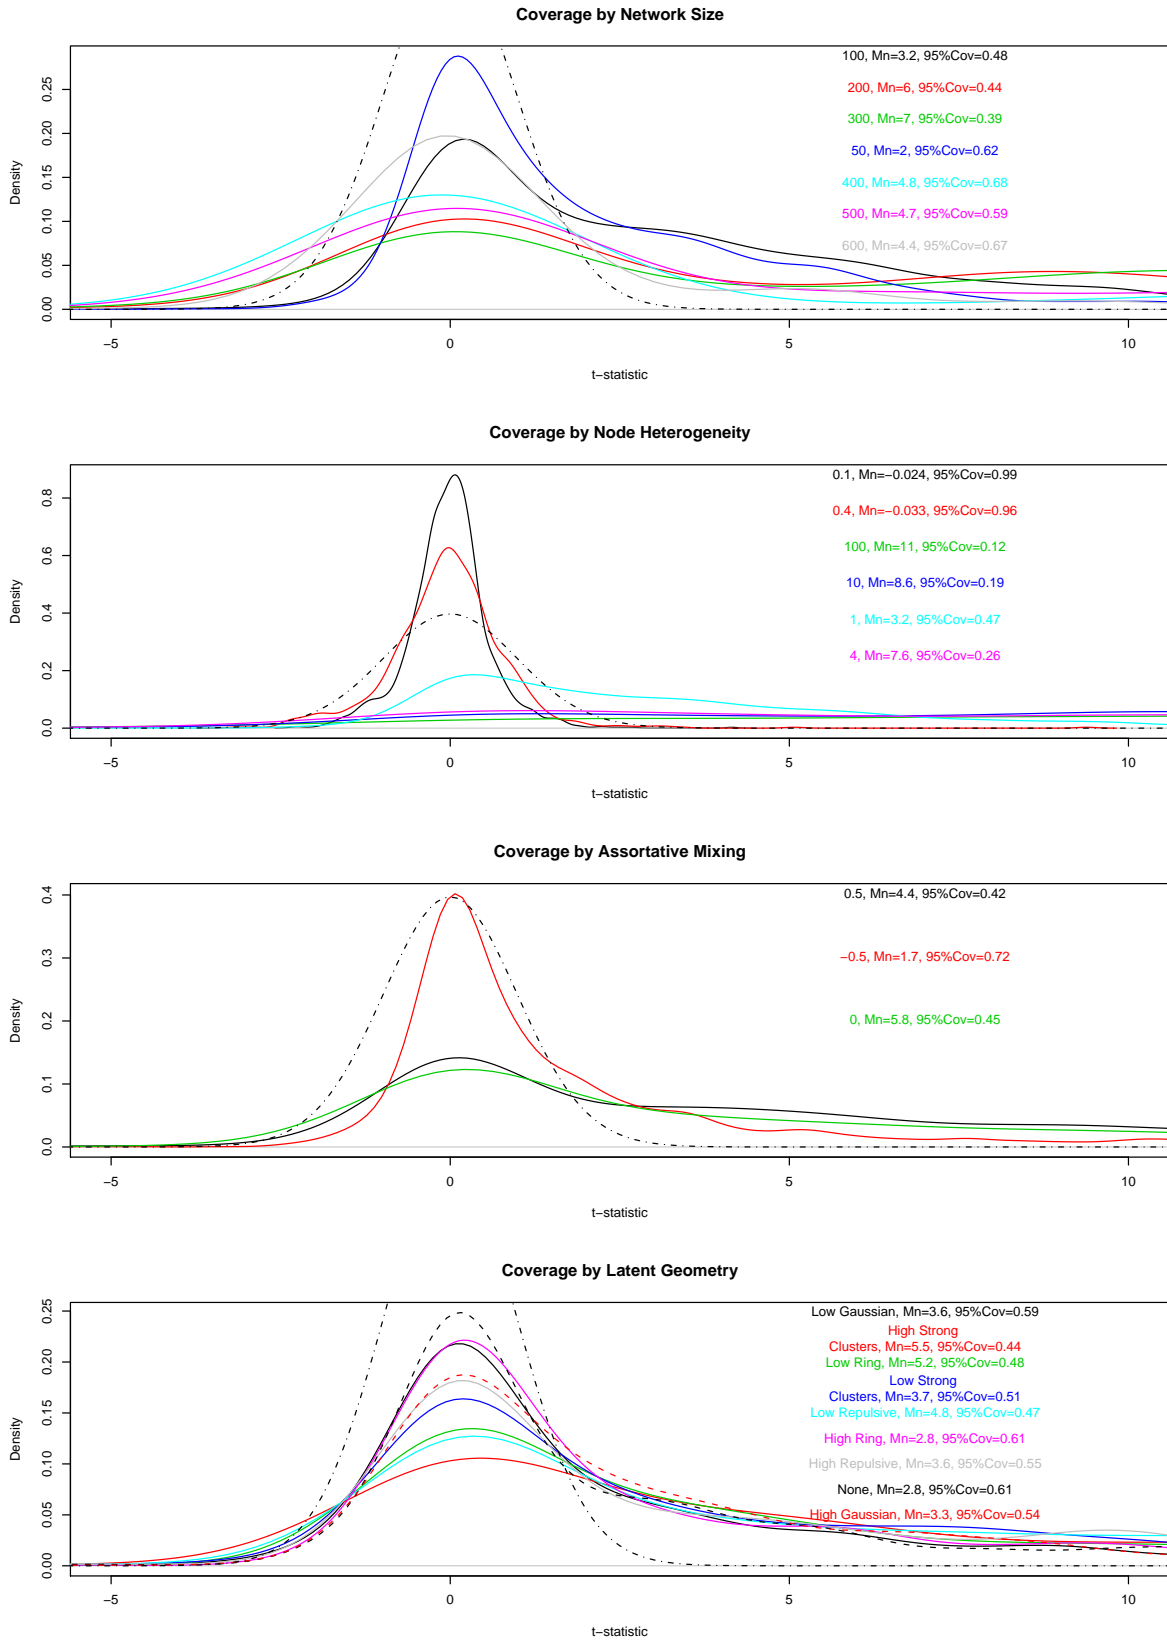 Coverage by Network Size
Density
0.00 0.05 0.10 0.15 0.20 0.25
100, Mn=3.2, 95%Cov=0.48
200, Mn=6, 95%Cov=0.44
300, Mn=7, 95%Cov=0.39
50, Mn=2, 95%Cov=0.62
400, Mn=4.8, 95%Cov=0.68
500, Mn=4.7, 95%Cov=0.59
600, Mn=4.4, 95%Cov=0.67
−5 0 5 10
t−statistic
Coverage by Node Heterogeneity
Density
0.0 0.2 0.4 0.6 0.8
0.1, Mn=−0.024, 95%Cov=0.99
0.4, Mn=−0.033, 95%Cov=0.96
100, Mn=11, 95%Cov=0.12
10, Mn=8.6, 95%Cov=0.19
1, Mn=3.2, 95%Cov=0.47
4, Mn=7.6, 95%Cov=0.26
−5 0 5 10
t−statistic
Coverage by Assortative Mixing
Density
0.0 0.1 0.2 0.3 0.4
0.5, Mn=4.4, 95%Cov=0.42
−0.5, Mn=1.7, 95%Cov=0.72
0, Mn=5.8, 95%Cov=0.45
−5 0 5 10
t−statistic
Coverage by Latent Geometry
Density
0.00 0.05 0.10 0.15 0.20 0.25
Low Gaussian, Mn=3.6, 95%Cov=0.59
High Strong
Clusters, Mn=5.5, 95%Cov=0.44
Low Ring, Mn=5.2, 95%Cov=0.48
Low Strong
Clusters, Mn=3.7, 95%Cov=0.51
Low Repulsive, Mn=4.8, 95%Cov=0.47
High Ring, Mn=2.8, 95%Cov=0.61
High Repulsive, Mn=3.6, 95%Cov=0.55
None, Mn=2.8, 95%Cov=0.61
High Gaussian, Mn=3.3, 95%Cov=0.54
−5 0 5 10
t−statistic